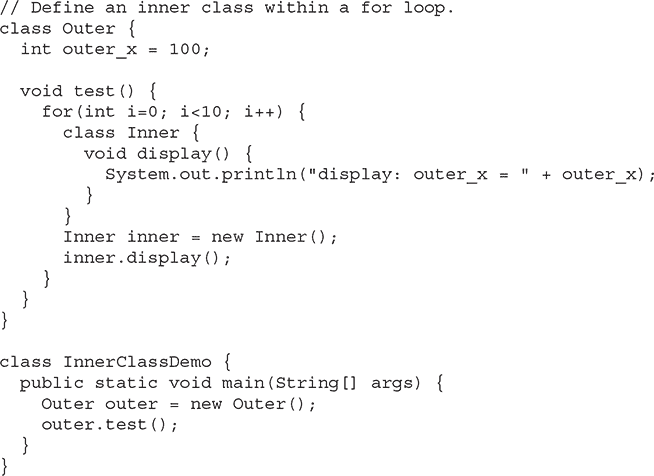 // Define an inner class within a for loop.
class Outer {
  int outer_x = 100;

  void test() {
    for(int i=0; i<10; i++) {
      class Inner {
        void display() {
          System.out.println("display: outer_x = " + outer_x);
        }
      }
      Inner inner = new Inner();
      inner.display();
    }
  }
}

class InnerClassDemo {
  public static void main(String[] args) {
    Outer outer = new Outer();
    outer.test();
  }
}